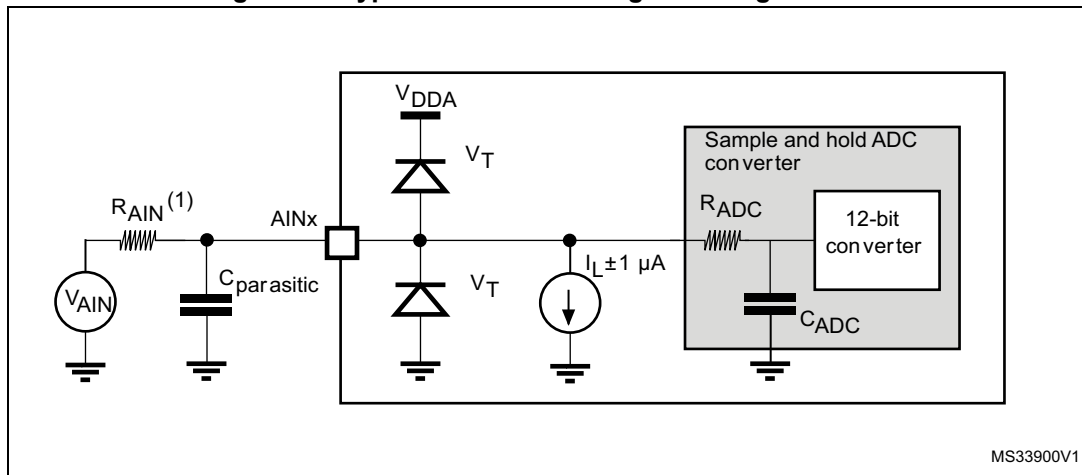 V_DDA
V_T
Sample and hold ADC
converter
R_AIN (1)
AINx
R_ADC
12-bit
converter
C_parasitic
V_AIN
V_T
I_L±1 µA
C_ADC
MS33900V1